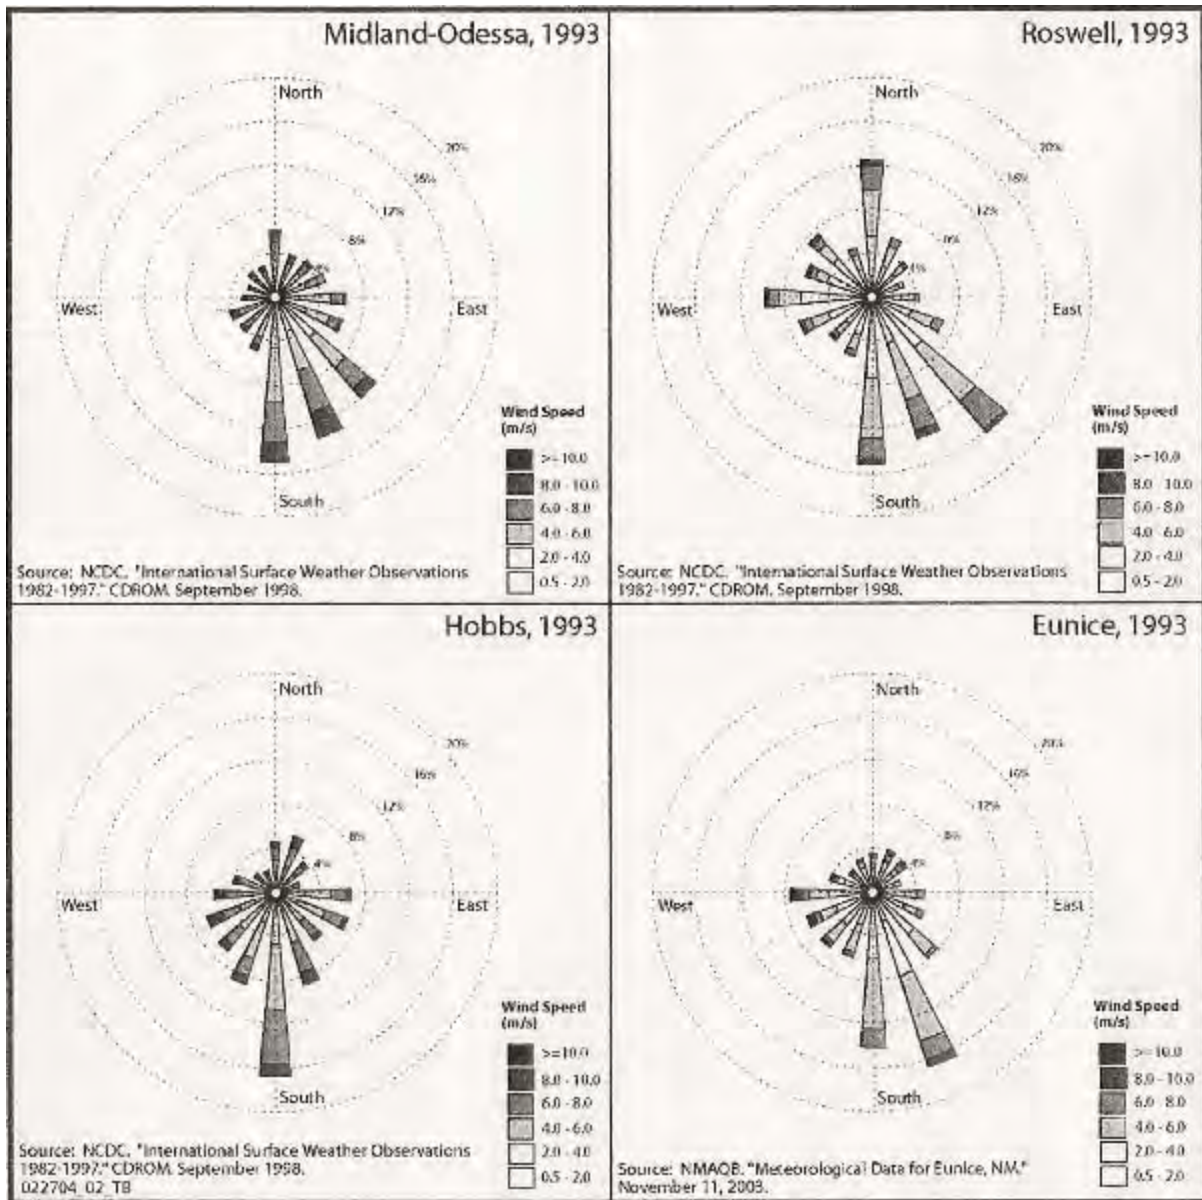 Midland-Odessa, 1993
North
20%
16%
12%
8%
4%
West
East
South
Wind Speed
(m/s)
>=10.0
8.0 - 10.0
6.0 - 8.0
4.0 - 6.0
2.0 - 4.0
0.5 - 2.0
Source: NCDC. "International Surface Weather Observations
1982-1997." CDROM. September 1998.
Roswell, 1993
North
20%
16%
12%
8%
4%
West
East
South
Wind Speed
(m/s)
>=10.0
8.0 - 10.0
6.0 - 8.0
4.0 - 6.0
2.0 - 4.0
0.5 - 2.0
Source: NCDC. "International Surface Weather Observations
1982-1997." CDROM. September 1998.
Hobbs, 1993
North
20%
16%
12%
8%
4%
West
East
South
Wind Speed
(m/s)
>=10.0
8.0 - 10.0
6.0 - 8.0
4.0 - 6.0
2.0 - 4.0
0.5 - 2.0
Source: NCDC. "International Surface Weather Observations
1982-1997." CDROM. September 1998.
022704_02_TB
Eunice, 1993
North
20%
16%
12%
8%
4%
West
East
South
Wind Speed
(m/s)
>=10.0
8.0 - 10.0
6.0 - 8.0
4.0 - 6.0
2.0 - 4.0
0.5 - 2.0
Source: NMAQB. "Meteorological Data for Eunice, NM."
November 11, 2003.